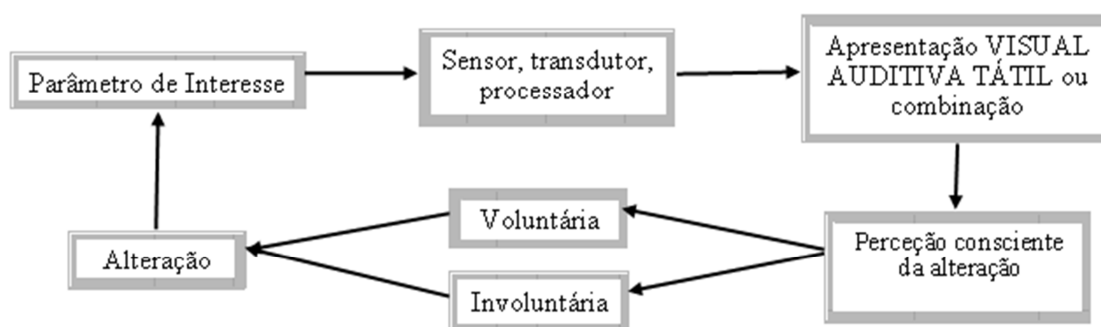 Parâmetro de Interesse
Sensor, transdutor,
processador
Apresentação VISUAL
AUDITIVA TÁTIL ou
combinação
Perceção consciente
da alteração
Voluntária
Involuntária
Alteração